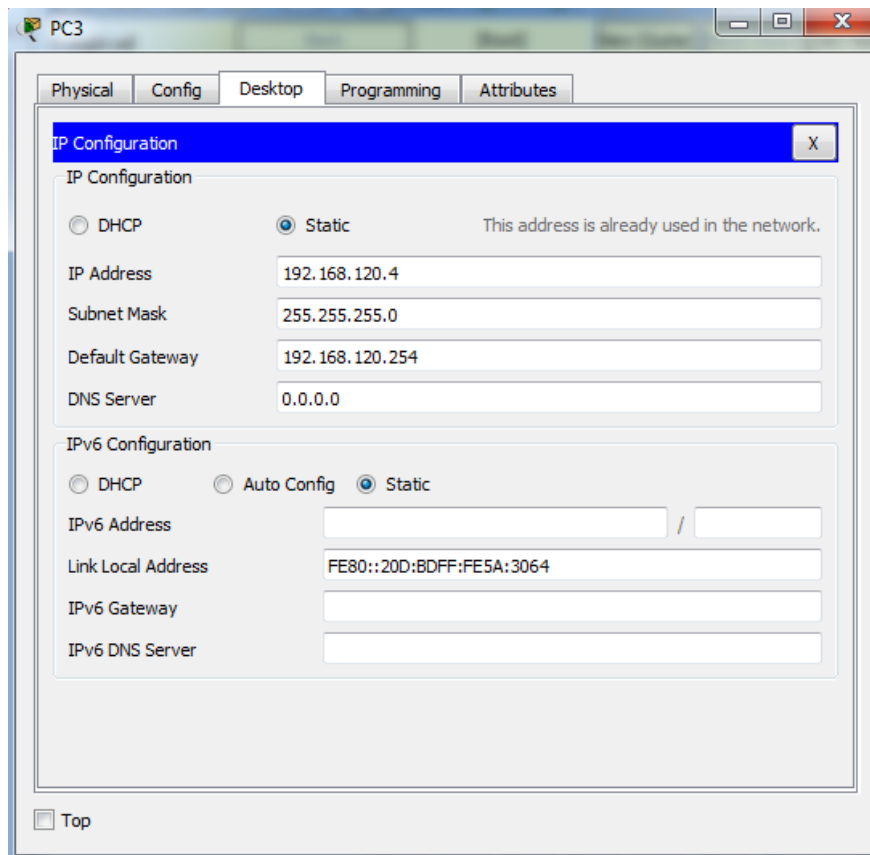 PC3
Physical Config Desktop Programming Attributes
IP Configuration X
IP Configuration
DHCP Static This address is already used in the network.
IP Address 192.168.120.4
Subnet Mask 255.255.255.0
Default Gateway 192.168.120.254
DNS Server 0.0.0.0
IPv6 Configuration
DHCP Auto Config Static
IPv6 Address /
Link Local Address FE80::20D:BDFF:FE5A:3064
IPv6 Gateway
IPv6 DNS Server
Top